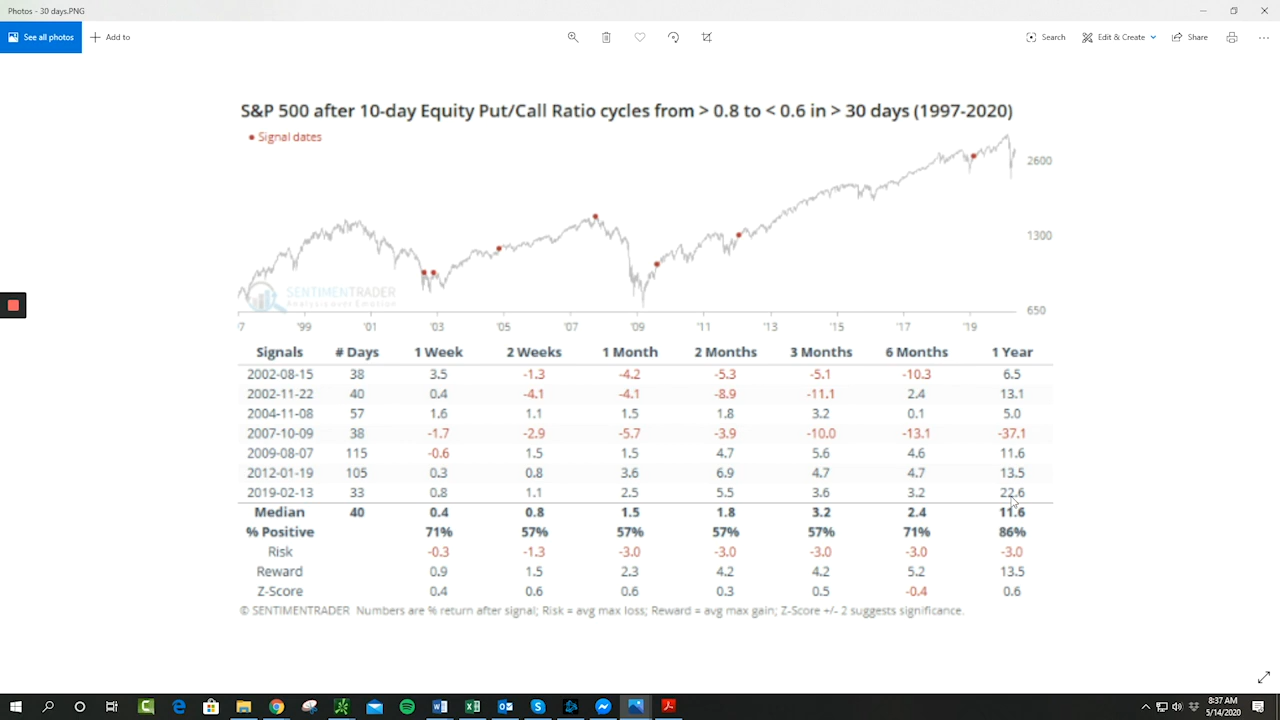 Photos - 30 days.PNG
See all photos
Add to
Search
Edit & Create
Share
S&P 500 after 10-day Equity Put/Call Ratio cycles from > 0.8 to < 0.6 in > 30 days (1997-2020)
• Signal dates
2600
1300
650
SENTIMENTRADER
Analysis over Emotion
'99 '01 '03 '05 '07 '09 '11 '13 '15 '17 '19
Signals # Days 1 Week 2 Weeks 1 Month 2 Months 3 Months 6 Months 1 Year
2002-08-15 38 3.5 -1.3 -4.2 -5.3 -5.1 -10.3 6.5
2002-11-22 40 0.4 -4.1 -4.1 -8.9 -11.1 2.4 13.1
2004-11-08 57 1.6 1.1 1.5 1.8 3.2 0.1 5.0
2007-10-09 38 -1.7 -2.9 -5.7 -3.9 -10.0 -13.1 -37.1
2009-08-07 115 -0.6 1.5 1.5 4.7 5.6 4.6 11.6
2012-01-19 105 0.3 0.8 3.6 6.9 4.7 4.7 13.5
2019-02-13 33 0.8 1.1 2.5 5.5 3.6 3.2 22.6
Median 40 0.4 0.8 1.5 1.8 3.2 2.4 11.6
% Positive 71% 57% 57% 57% 57% 71% 86%
Risk -0.3 -1.3 -3.0 -3.0 -3.0 -3.0 -3.0
Reward 0.9 1.5 2.3 4.2 4.2 5.2 13.5
Z-Score 0.4 0.6 0.6 0.3 0.5 -0.4 0.6
© SENTIMENTRADER Numbers are % return after signal; Risk = avg max loss; Reward = avg max gain; Z-Score +/- 2 suggests significance.
8:37 AM
5/14/2020